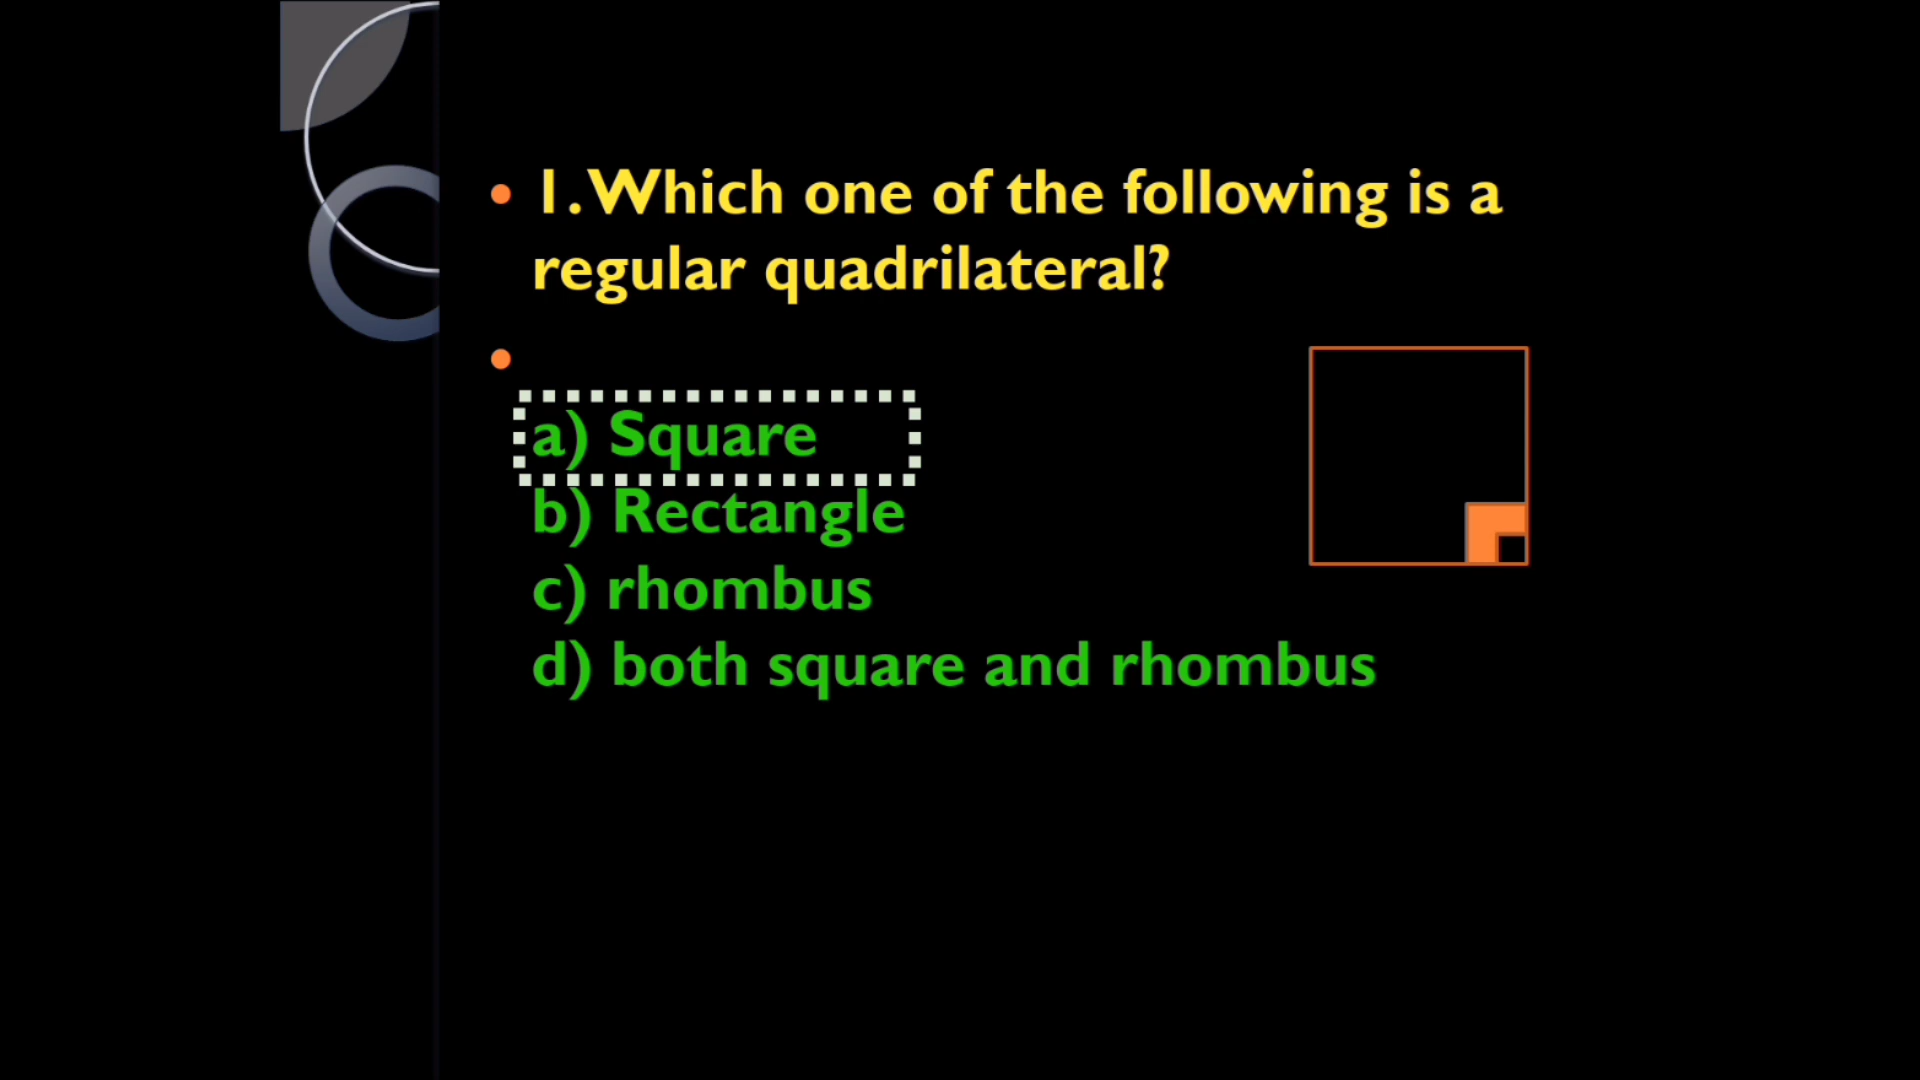 1. Which one of the following is a
regular quadrilateral?
a) Square
b) Rectangle
c) rhombus
d) both square and rhombus